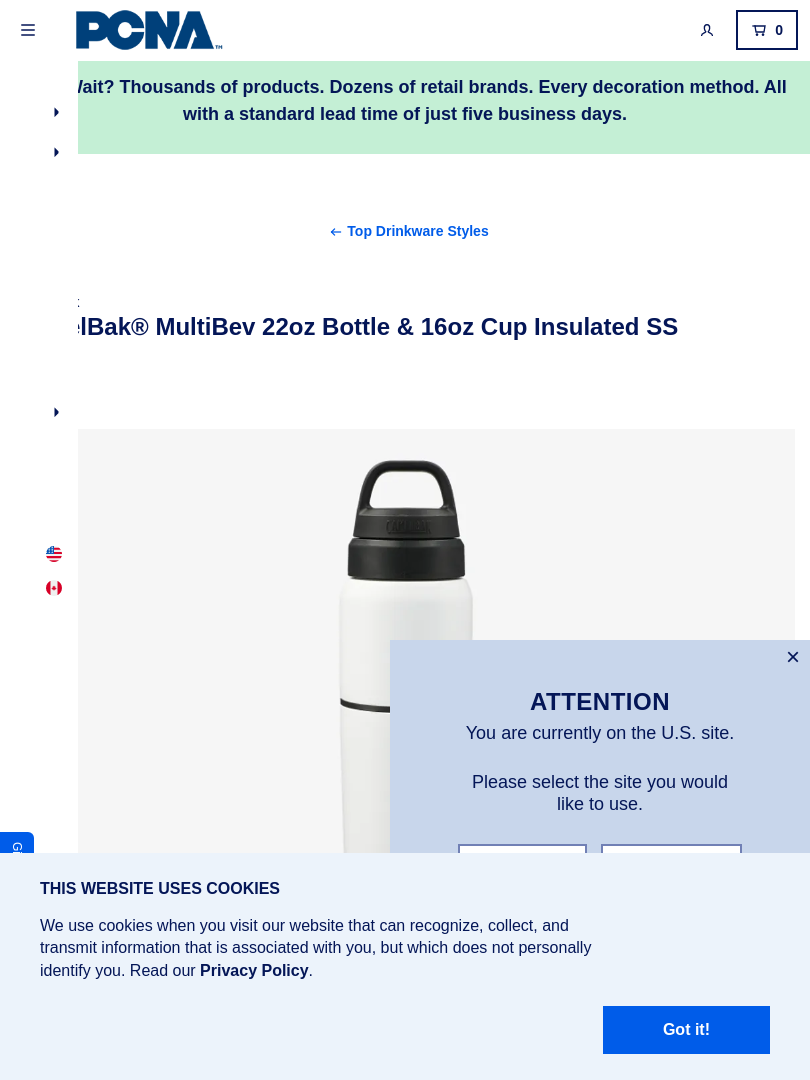 PCNA™
0
Wait? Thousands of products. Dozens of retail brands. Every decoration method. All
with a standard lead time of just five business days.
← Top Drinkware Styles
elBak® MultiBev 22oz Bottle & 16oz Cup Insulated SS
CAMELBAK
ATTENTION
You are currently on the U.S. site.
Please select the site you would
like to use.
THIS WEBSITE USES COOKIES
We use cookies when you visit our website that can recognize, collect, and
transmit information that is associated with you, but which does not personally
identify you. Read our Privacy Policy.
Got it!